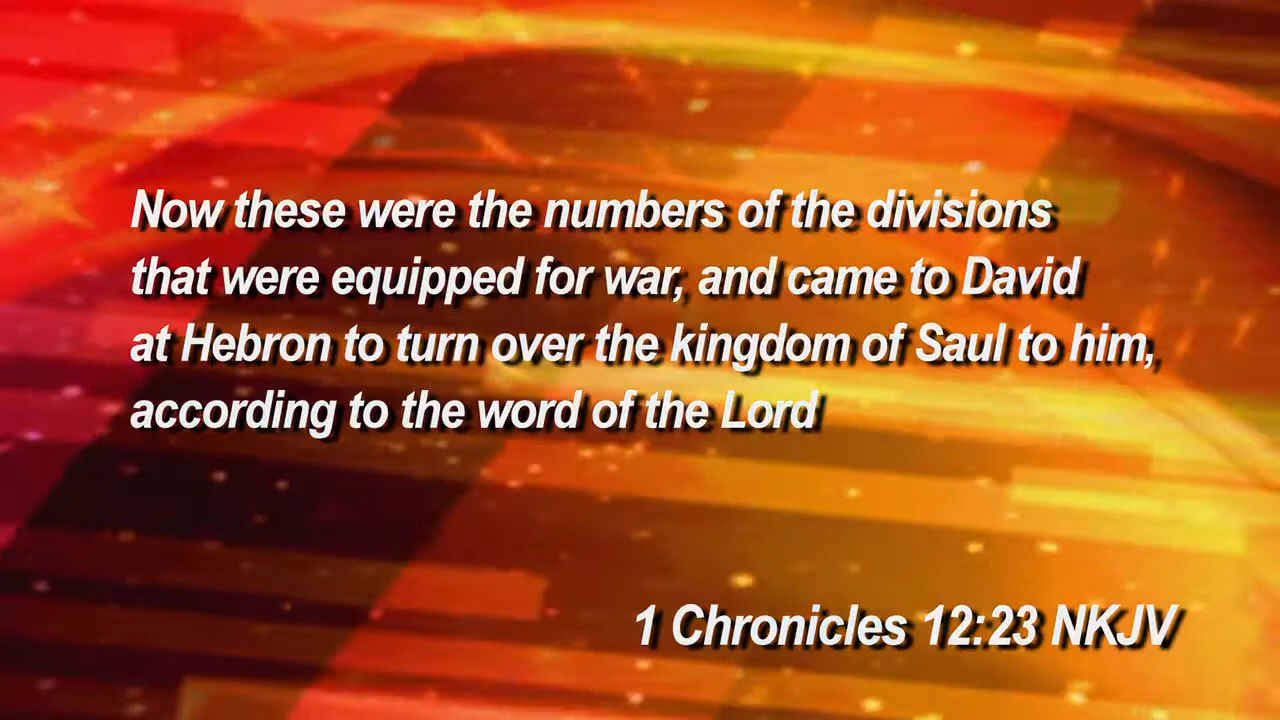 Now these were the numbers of the divisions
that were equipped for war, and came to David
at Hebron to turn over the kingdom of Saul to him,
according to the word of the Lord
1 Chronicles 12:23 NKJV